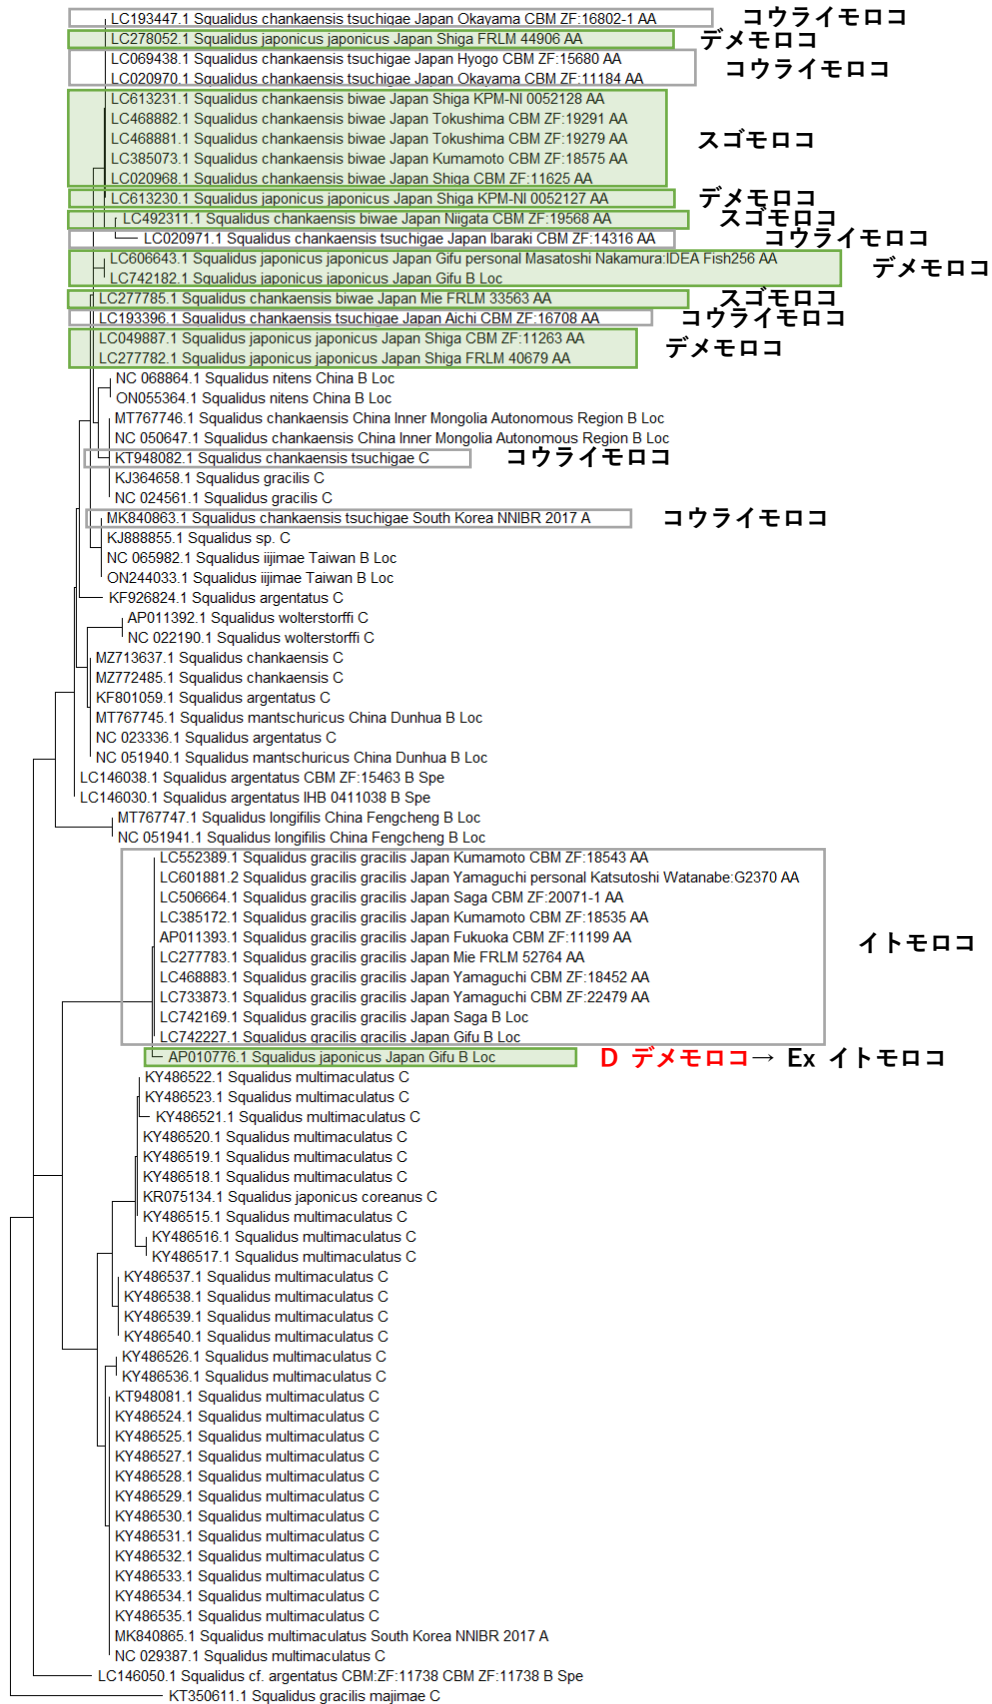 LC193447.1 Squalidus chankaensis tsuchigae Japan Okayama CBM ZF:16802-1 AA コウライモロコ
LC278052.1 Squalidus japonicus japonicus Japan Shiga FRLM 44906 AA デメモロコ
LC069438.1 Squalidus chankaensis tsuchigae Japan Hyogo CBM ZF:15680 AA
コウライモロコ
LC020970.1 Squalidus chankaensis tsuchigae Japan Okayama CBM ZF:11184 AA
LC613231.1 Squalidus chankaensis biwae Japan Shiga KPM-NI 0052128 AA
LC468882.1 Squalidus chankaensis biwae Japan Tokushima CBM ZF:19291 AA
LC468881.1 Squalidus chankaensis biwae Japan Tokushima CBM ZF:19279 AA スゴモロコ
LC385073.1 Squalidus chankaensis biwae Japan Kumamoto CBM ZF:18575 AA
LC020968.1 Squalidus chankaensis biwae Japan Shiga CBM ZF:11625 AA
LC613230.1 Squalidus japonicus japonicus Japan Shiga KPM-NI 0052127 AA デメモロコ
LC492311.1 Squalidus chankaensis biwae Japan Niigata CBM ZF:19568 AA スゴモロコ
LC020971.1 Squalidus chankaensis tsuchigae Japan Ibaraki CBM ZF:14316 AA コウライモロコ
LC606643.1 Squalidus japonicus japonicus Japan Gifu personal Masatoshi Nakamura:IDEA Fish256 AA
デメモロコ
LC742182.1 Squalidus japonicus japonicus Japan Gifu B Loc
LC277785.1 Squalidus chankaensis biwae Japan Mie FRLM 33563 AA スゴモロコ
LC193396.1 Squalidus chankaensis tsuchigae Japan Aichi CBM ZF:16708 AA コウライモロコ
LC049887.1 Squalidus japonicus japonicus Japan Shiga CBM ZF:11263 AA
デメモロコ
LC277782.1 Squalidus japonicus japonicus Japan Shiga FRLM 40679 AA
NC 068864.1 Squalidus nitens China B Loc
ON055364.1 Squalidus nitens China B Loc
MT767746.1 Squalidus chankaensis China Inner Mongolia Autonomous Region B Loc
NC 050647.1 Squalidus chankaensis China Inner Mongolia Autonomous Region B Loc
KT948082.1 Squalidus chankaensis tsuchigae C コウライモロコ
KJ364658.1 Squalidus gracilis C
NC 024561.1 Squalidus gracilis C
MK840863.1 Squalidus chankaensis tsuchigae South Korea NNIBR 2017 A コウライモロコ
KJ888855.1 Squalidus sp. C
NC 065982.1 Squalidus iijimae Taiwan B Loc
ON244033.1 Squalidus iijimae Taiwan B Loc
KF926824.1 Squalidus argentatus C
AP011392.1 Squalidus wolterstorffi C
NC 022190.1 Squalidus wolterstorffi C
MZ713637.1 Squalidus chankaensis C
MZ772485.1 Squalidus chankaensis C
KF801059.1 Squalidus argentatus C
MT767745.1 Squalidus mantschuricus China Dunhua B Loc
NC 023336.1 Squalidus argentatus C
NC 051940.1 Squalidus mantschuricus China Dunhua B Loc
LC146038.1 Squalidus argentatus CBM ZF:15463 B Spe
LC146030.1 Squalidus argentatus IHB 0411038 B Spe
MT767747.1 Squalidus longifilis China Fengcheng B Loc
NC 051941.1 Squalidus longifilis China Fengcheng B Loc
LC552389.1 Squalidus gracilis gracilis Japan Kumamoto CBM ZF:18543 AA
LC601881.2 Squalidus gracilis gracilis Japan Yamaguchi personal Katsutoshi Watanabe:G2370 AA
LC506664.1 Squalidus gracilis gracilis Japan Saga CBM ZF:20071-1 AA
LC385172.1 Squalidus gracilis gracilis Japan Kumamoto CBM ZF:18535 AA
AP011393.1 Squalidus gracilis gracilis Japan Fukuoka CBM ZF:11199 AA イトモロコ
LC277783.1 Squalidus gracilis gracilis Japan Mie FRLM 52764 AA
LC468883.1 Squalidus gracilis gracilis Japan Yamaguchi CBM ZF:18452 AA
LC733873.1 Squalidus gracilis gracilis Japan Yamaguchi CBM ZF:22479 AA
LC742169.1 Squalidus gracilis gracilis Japan Saga B Loc
LC742227.1 Squalidus gracilis gracilis Japan Gifu B Loc
AP010776.1 Squalidus japonicus Japan Gifu B Loc D デメモロコ→ Ex イトモロコ
KY486522.1 Squalidus multimaculatus C
KY486523.1 Squalidus multimaculatus C
KY486521.1 Squalidus multimaculatus C
KY486520.1 Squalidus multimaculatus C
KY486519.1 Squalidus multimaculatus C
KY486518.1 Squalidus multimaculatus C
KR075134.1 Squalidus japonicus coreanus C
KY486515.1 Squalidus multimaculatus C
KY486516.1 Squalidus multimaculatus C
KY486517.1 Squalidus multimaculatus C
KY486537.1 Squalidus multimaculatus C
KY486538.1 Squalidus multimaculatus C
KY486539.1 Squalidus multimaculatus C
KY486540.1 Squalidus multimaculatus C
KY486526.1 Squalidus multimaculatus C
KY486536.1 Squalidus multimaculatus C
KT948081.1 Squalidus multimaculatus C
KY486524.1 Squalidus multimaculatus C
KY486525.1 Squalidus multimaculatus C
KY486527.1 Squalidus multimaculatus C
KY486528.1 Squalidus multimaculatus C
KY486529.1 Squalidus multimaculatus C
KY486530.1 Squalidus multimaculatus C
KY486531.1 Squalidus multimaculatus C
KY486532.1 Squalidus multimaculatus C
KY486533.1 Squalidus multimaculatus C
KY486534.1 Squalidus multimaculatus C
KY486535.1 Squalidus multimaculatus C
MK840865.1 Squalidus multimaculatus South Korea NNIBR 2017 A
NC 029387.1 Squalidus multimaculatus C
LC146050.1 Squalidus cf. argentatus CBM:ZF:11738 CBM ZF:11738 B Spe
KT350611.1 Squalidus gracilis majimae C